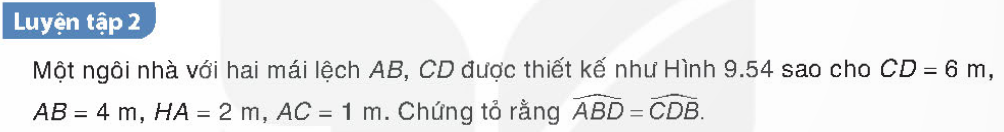 Luyện tập 2
Một ngôi nhà với hai mái lệch AB, CD được thiết kế như Hình 9.54 sao cho CD = 6 m,
AB = 4 m, HA = 2 m, AC = 1 m. Chứng tỏ rằng \widehat{ABD} = \widehat{CDB}.